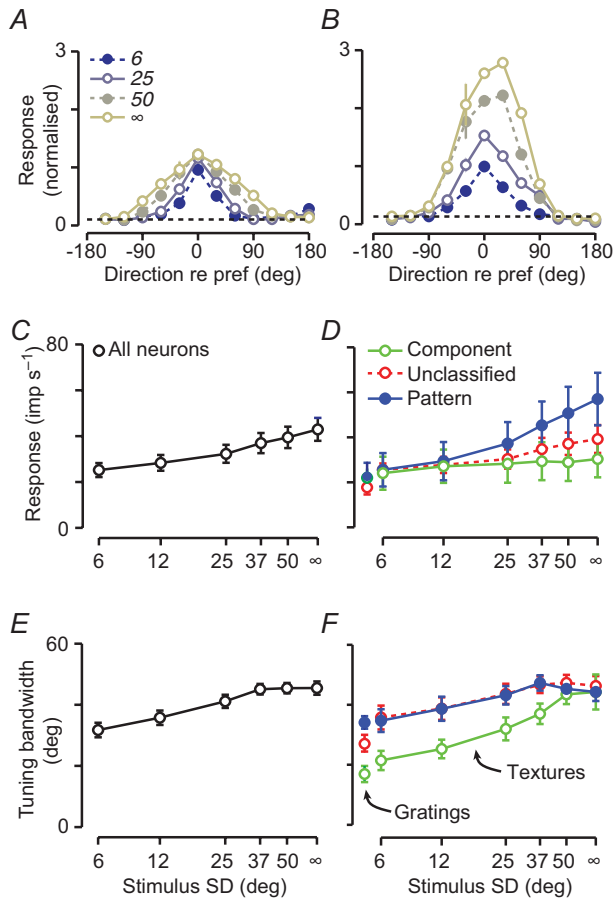 A
B
3
3
6
25
50
∞
Response
(normalised)
0
0
-180 -90 0 90 180
-180 -90 0 90 180
Direction re pref (deg)
Direction re pref (deg)
C
D
80
All neurons
Component
Unclassified
Pattern
Response (imp s⁻¹)
0
6 12 25 37 50 ∞
6 12 25 37 50 ∞
E
F
60
Tuning bandwidth
(deg)
Textures
Gratings
0
6 12 25 37 50 ∞
6 12 25 37 50 ∞
Stimulus SD (deg)
Stimulus SD (deg)